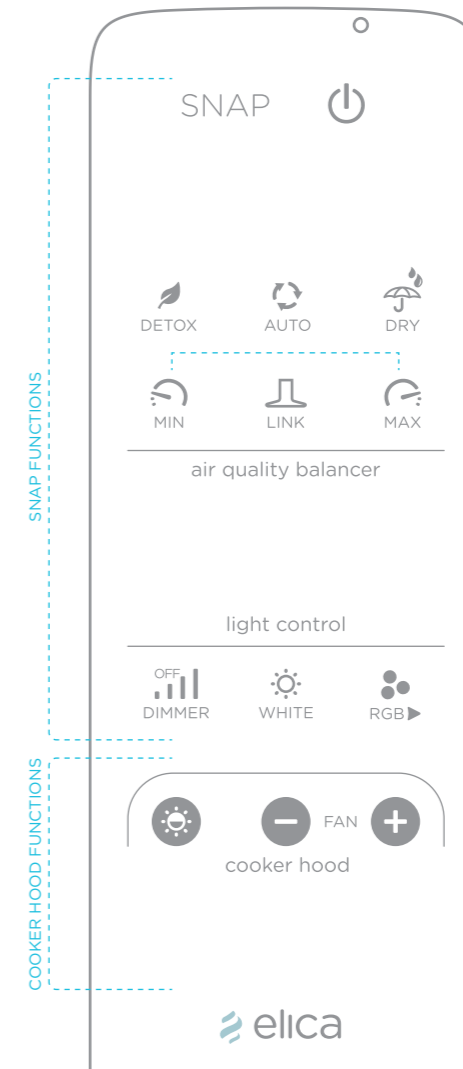 SNAP
DETOX AUTO DRY
MIN LINK MAX
air quality balancer
SNAP FUNCTIONS
light control
OFF
DIMMER WHITE RGB
FAN
cooker hood
COOKER HOOD FUNCTIONS
elica